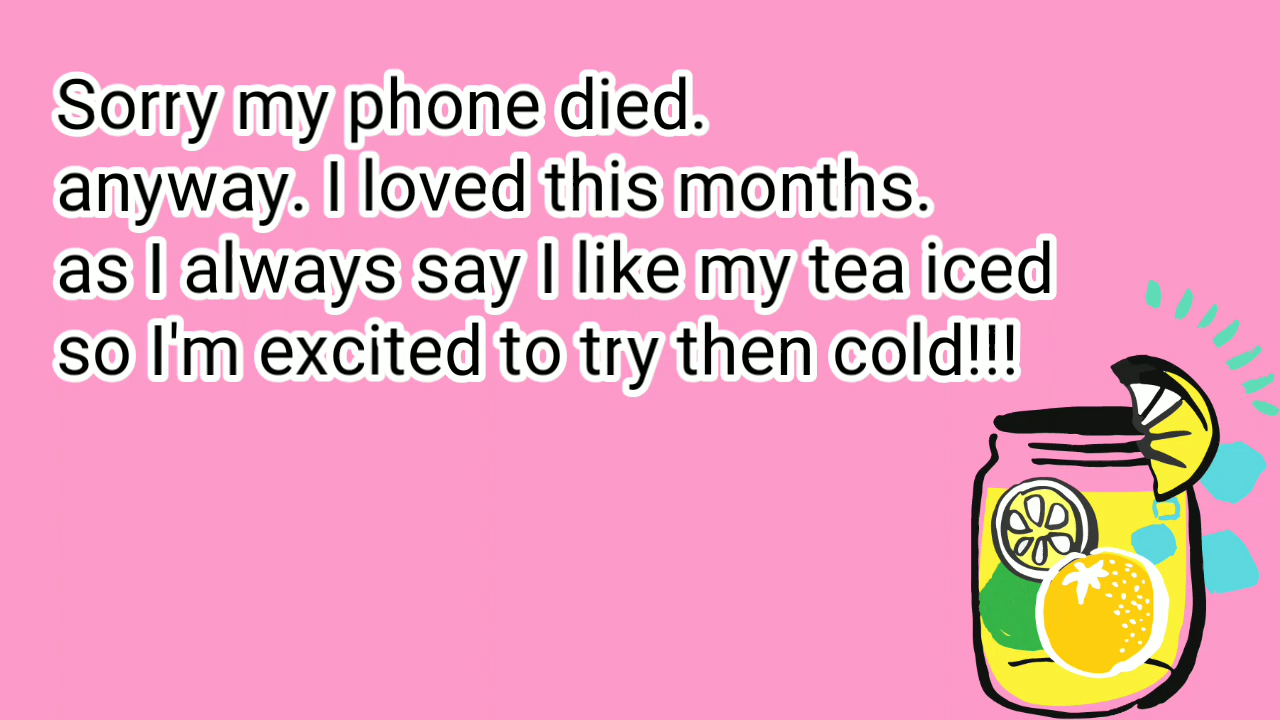 Sorry my phone died.
anyway. I loved this months.
as I always say I like my tea iced
so I'm excited to try then cold!!!